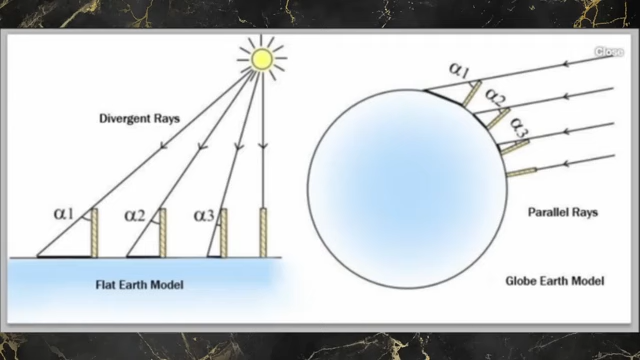 Divergent Rays
α1
α2
α3
Flat Earth Model
Close
α1
α2
α3
Parallel Rays
Globe Earth Model